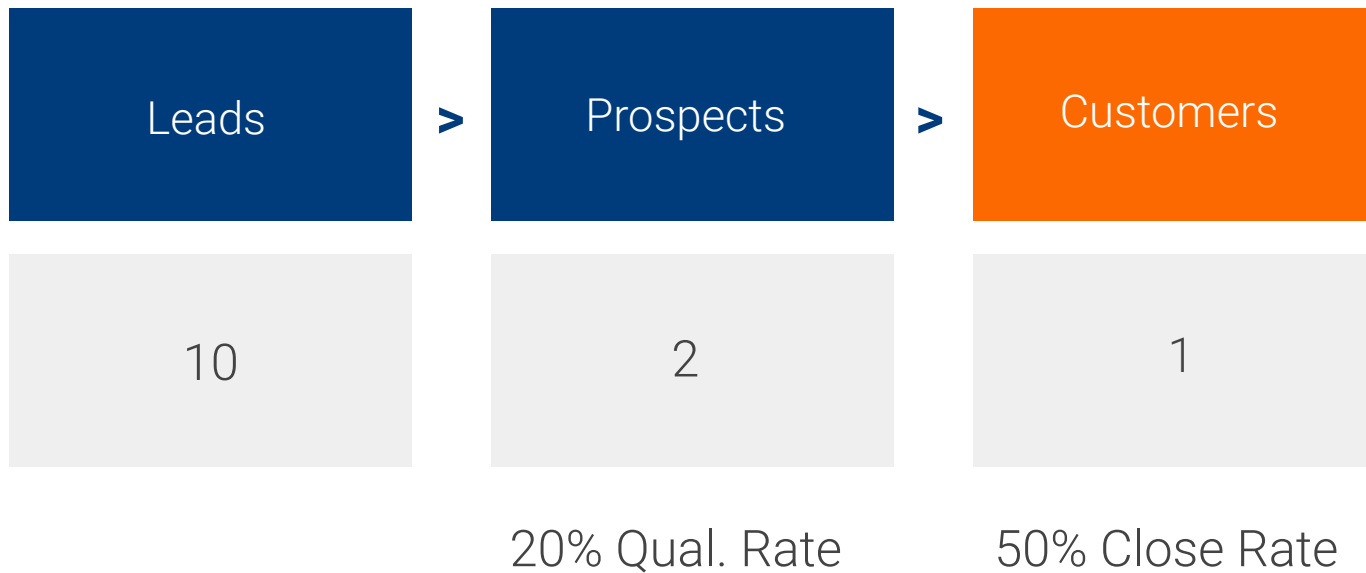 Leads > Prospects > Customers
10 2 1
20% Qual. Rate 50% Close Rate